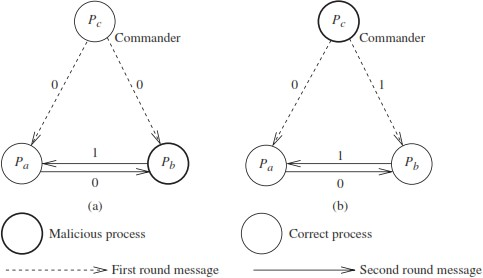 Pc Pc
Commander Commander
0 0 0 1
Pa 1 Pb Pa 1 Pb
0 0
(a) (b)
Malicious process Correct process
First round message Second round message